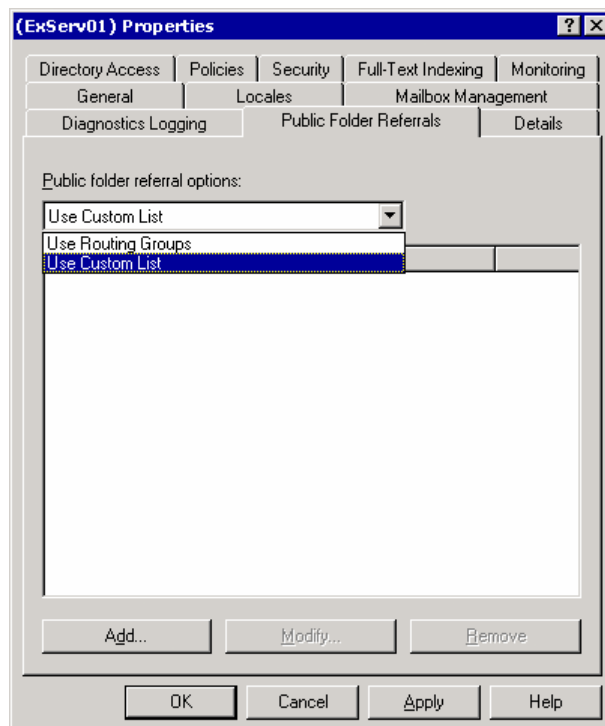 (ExServ01) Properties
Directory Access Policies Security Full-Text Indexing Monitoring
General Locales Mailbox Management
Diagnostics Logging Public Folder Referrals Details
Public folder referral options:
Use Custom List
Use Routing Groups
Use Custom List
Add... Modify... Remove
OK Cancel Apply Help